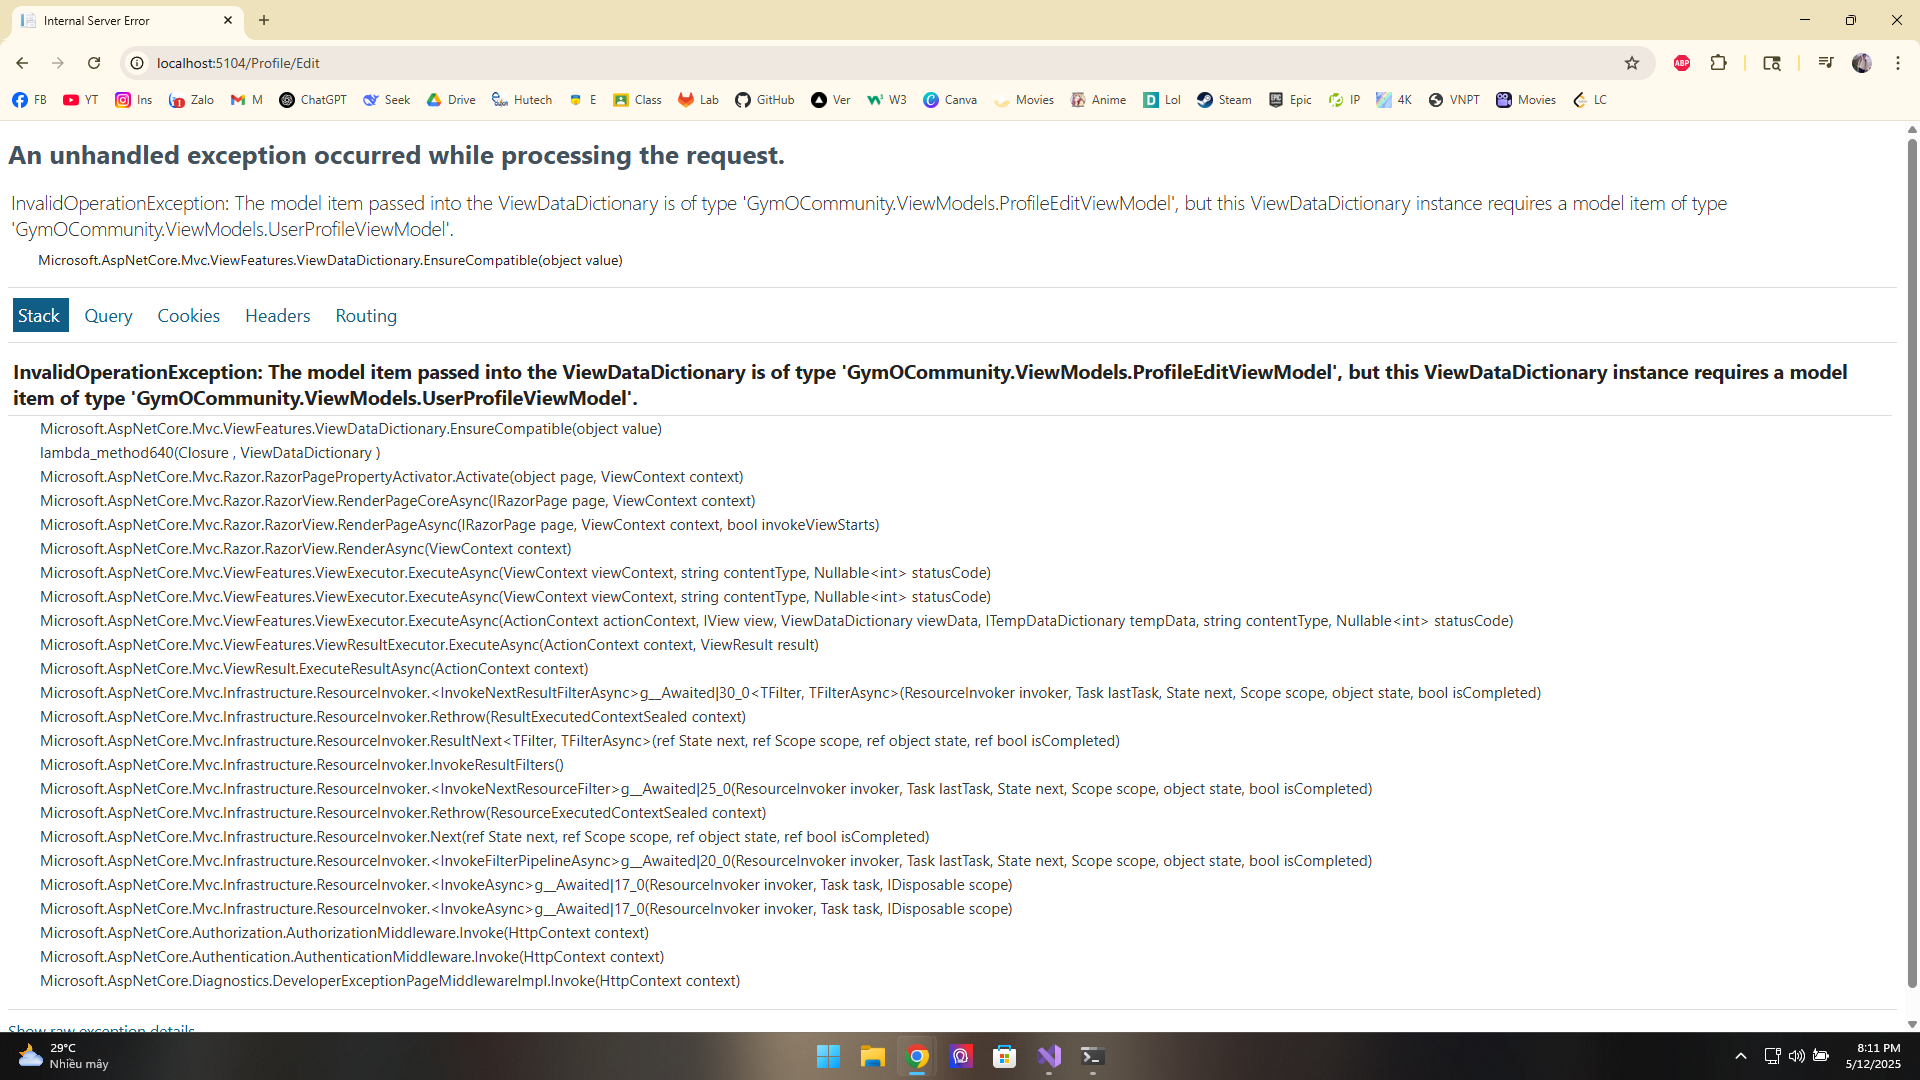 Internal Server Error
localhost:5104/Profile/Edit
ABP
FB YT Ins Zalo M ChatGPT Seek Drive Hutech E Class Lab GitHub Ver W3 Canva Movies Anime Lol Steam Epic IP 4K VNPT Movies LC
An unhandled exception occurred while processing the request.
InvalidOperationException: The model item passed into the ViewDataDictionary is of type 'GymOCommunity.ViewModels.ProfileEditViewModel', but this ViewDataDictionary instance requires a model item of type
'GymOCommunity.ViewModels.UserProfileViewModel'.
Microsoft.AspNetCore.Mvc.ViewFeatures.ViewDataDictionary.EnsureCompatible(object value)
Stack Query Cookies Headers Routing
InvalidOperationException: The model item passed into the ViewDataDictionary is of type 'GymOCommunity.ViewModels.ProfileEditViewModel', but this ViewDataDictionary instance requires a model
item of type 'GymOCommunity.ViewModels.UserProfileViewModel'.
Microsoft.AspNetCore.Mvc.ViewFeatures.ViewDataDictionary.EnsureCompatible(object value)
lambda_method640(Closure , ViewDataDictionary )
Microsoft.AspNetCore.Mvc.Razor.RazorPagePropertyActivator.Activate(object page, ViewContext context)
Microsoft.AspNetCore.Mvc.Razor.RazorView.RenderPageCoreAsync(IRazorPage page, ViewContext context)
Microsoft.AspNetCore.Mvc.Razor.RazorView.RenderPageAsync(IRazorPage page, ViewContext context, bool invokeViewStarts)
Microsoft.AspNetCore.Mvc.Razor.RazorView.RenderAsync(ViewContext context)
Microsoft.AspNetCore.Mvc.ViewFeatures.ViewExecutor.ExecuteAsync(ViewContext viewContext, string contentType, Nullable<int> statusCode)
Microsoft.AspNetCore.Mvc.ViewFeatures.ViewExecutor.ExecuteAsync(ViewContext viewContext, string contentType, Nullable<int> statusCode)
Microsoft.AspNetCore.Mvc.ViewFeatures.ViewExecutor.ExecuteAsync(ActionContext actionContext, IView view, ViewDataDictionary viewData, ITempDataDictionary tempData, string contentType, Nullable<int> statusCode)
Microsoft.AspNetCore.Mvc.ViewFeatures.ViewResultExecutor.ExecuteAsync(ActionContext context, ViewResult result)
Microsoft.AspNetCore.Mvc.ViewResult.ExecuteResultAsync(ActionContext context)
Microsoft.AspNetCore.Mvc.Infrastructure.ResourceInvoker.<InvokeNextResultFilterAsync>g__Awaited|30_0<TFilter, TFilterAsync>(ResourceInvoker invoker, Task lastTask, State next, Scope scope, object state, bool isCompleted)
Microsoft.AspNetCore.Mvc.Infrastructure.ResourceInvoker.Rethrow(ResultExecutedContextSealed context)
Microsoft.AspNetCore.Mvc.Infrastructure.ResourceInvoker.ResultNext<TFilter, TFilterAsync>(ref State next, ref Scope scope, ref object state, ref bool isCompleted)
Microsoft.AspNetCore.Mvc.Infrastructure.ResourceInvoker.InvokeResultFilters()
Microsoft.AspNetCore.Mvc.Infrastructure.ResourceInvoker.<InvokeNextResourceFilter>g__Awaited|25_0(ResourceInvoker invoker, Task lastTask, State next, Scope scope, object state, bool isCompleted)
Microsoft.AspNetCore.Mvc.Infrastructure.ResourceInvoker.Rethrow(ResourceExecutedContextSealed context)
Microsoft.AspNetCore.Mvc.Infrastructure.ResourceInvoker.Next(ref State next, ref Scope scope, ref object state, ref bool isCompleted)
Microsoft.AspNetCore.Mvc.Infrastructure.ResourceInvoker.<InvokeFilterPipelineAsync>g__Awaited|20_0(ResourceInvoker invoker, Task lastTask, State next, Scope scope, object state, bool isCompleted)
Microsoft.AspNetCore.Mvc.Infrastructure.ResourceInvoker.<InvokeAsync>g__Awaited|17_0(ResourceInvoker invoker, Task task, IDisposable scope)
Microsoft.AspNetCore.Mvc.Infrastructure.ResourceInvoker.<InvokeAsync>g__Awaited|17_0(ResourceInvoker invoker, Task task, IDisposable scope)
Microsoft.AspNetCore.Authorization.AuthorizationMiddleware.Invoke(HttpContext context)
Microsoft.AspNetCore.Authentication.AuthenticationMiddleware.Invoke(HttpContext context)
Microsoft.AspNetCore.Diagnostics.DeveloperExceptionPageMiddlewareImpl.Invoke(HttpContext context)
Show raw exception details
29°C
Nhiều mây
8:11 PM
5/12/2025